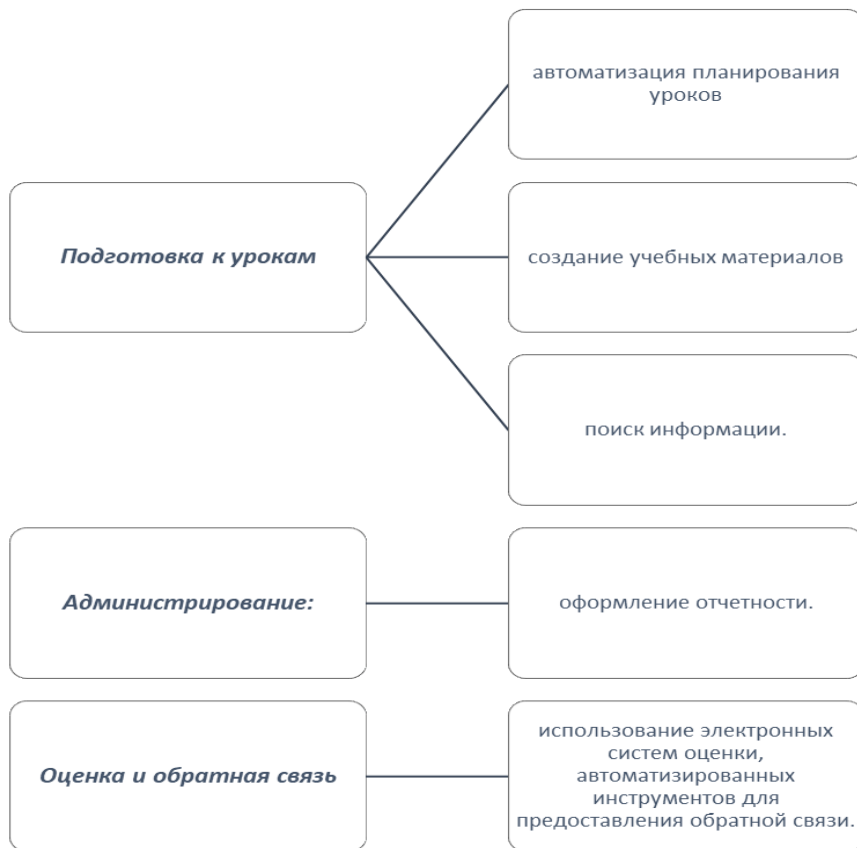 Подготовка к урокам
автоматизация планирования
уроков
создание учебных материалов
поиск информации.
Администрирование:
оформление отчетности.
Оценка и обратная связь
использование электронных
систем оценки,
автоматизированных
инструментов для
предоставления обратной связи.